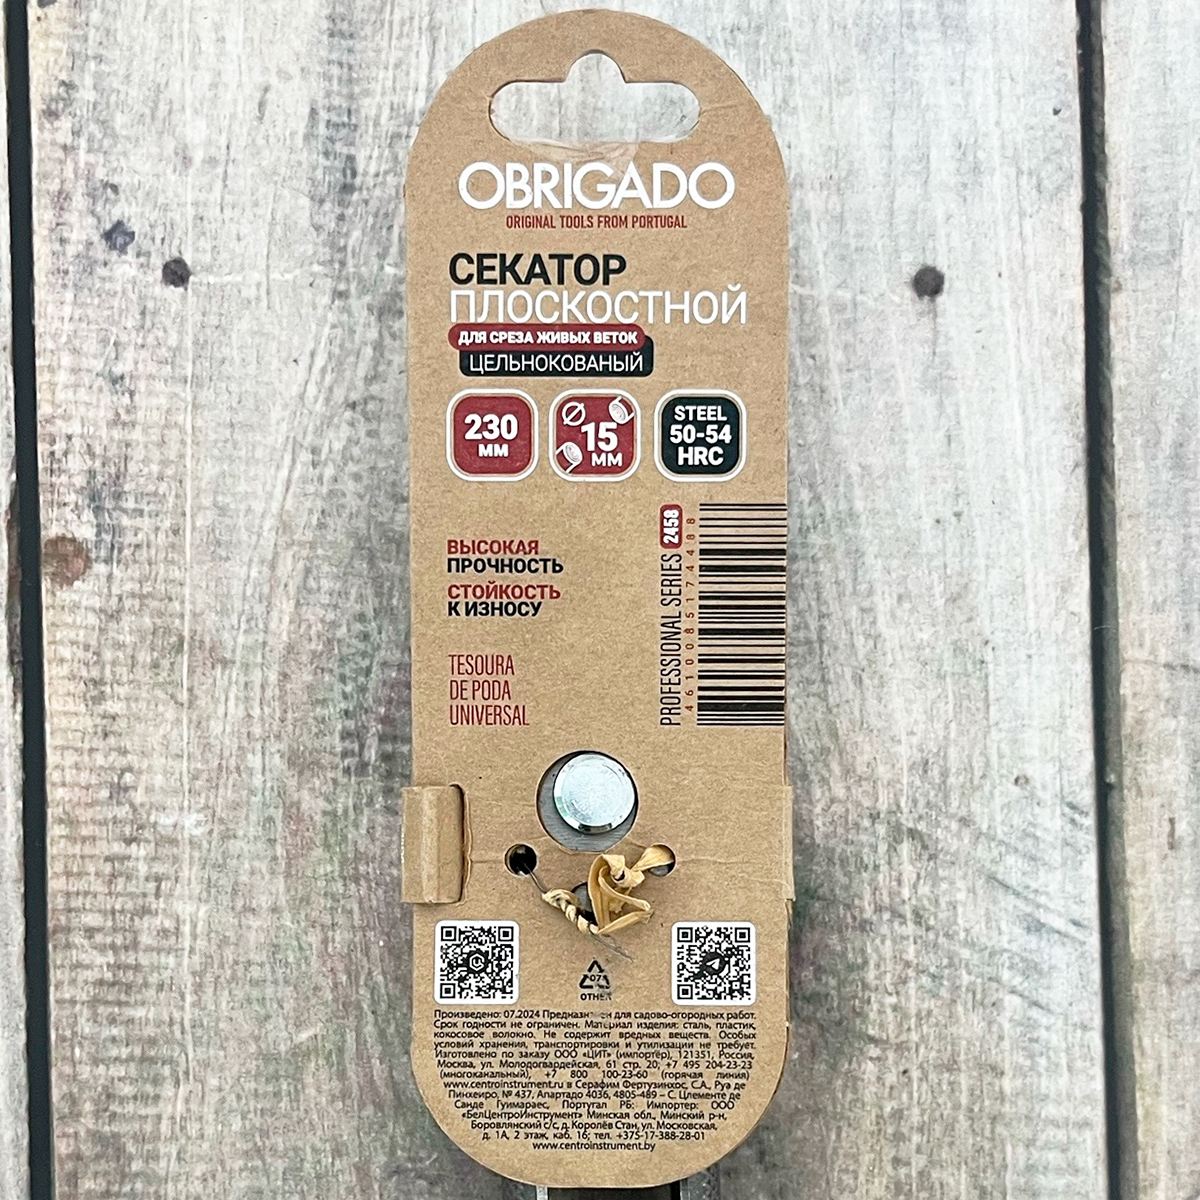 OBRIGADO
ORIGINAL TOOLS FROM PORTUGAL
СЕКАТОР
ПЛОСКОСТНОЙ
ДЛЯ СРЕЗА ЖИВЫХ ВЕТОК
ЦЕЛЬНОКОВАНЫЙ
230
ММ
Ø
15
ММ
STEEL
50-54
HRC
ВЫСОКАЯ
ПРОЧНОСТЬ
СТОЙКОСТЬ
К ИЗНОСУ
TESOURA
DE PODA
UNIVERSAL
PROFESSIONAL SERIES 2458
4610085174488
07
OTHER
Произведено: 07.2024 Предназначен для садово-огородных работ.
Срок годности не ограничен. Материал изделия: сталь, пластик,
кокосовое волокно. Не содержит вредных веществ. Особых
условий хранения, транспортировки и утилизации не требует.
Изготовлено по заказу ООО «ЦИТ» (импортёр), 121351, Россия,
Москва, ул. Молодогвардейская, 61 стр. 20; +7 495 204-23-23
(многоканальный), +7 800 100-23-60 (горячая линия)
www.centroinstrument.ru в Серафим Фертузинхос, С.А., Руа де
Пинхеиро, № 437, Апартадо 4036, 4805-489 – С. Цлементе де
Санде Гуимараес, Португал РБ: Импортер: ООО
«БелЦентроИнструмент» Минская обл., Минский р-н,
Боровлянский с/с, д. Королёв Стан, ул. Московская,
д. 1А, 2 этаж, каб. 16; тел. +375-17-388-28-01
www.centroinstrument.by